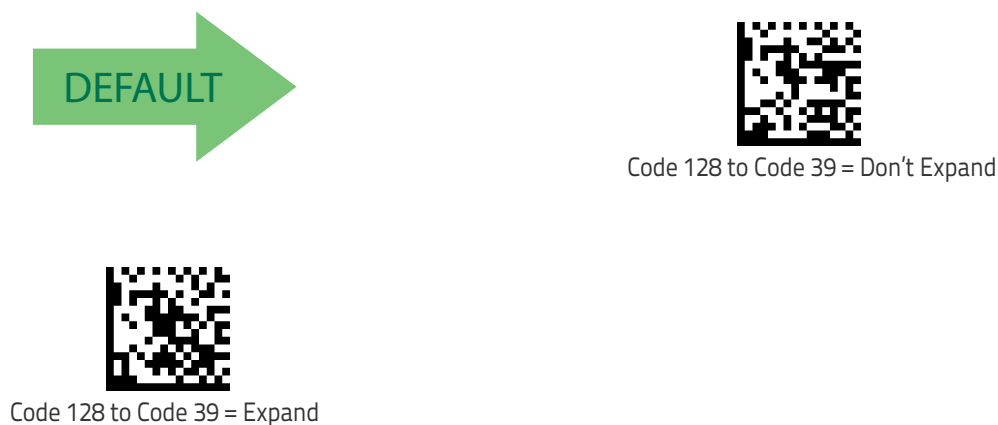 DEFAULT
Code 128 to Code 39 = Don't Expand
Code 128 to Code 39 = Expand